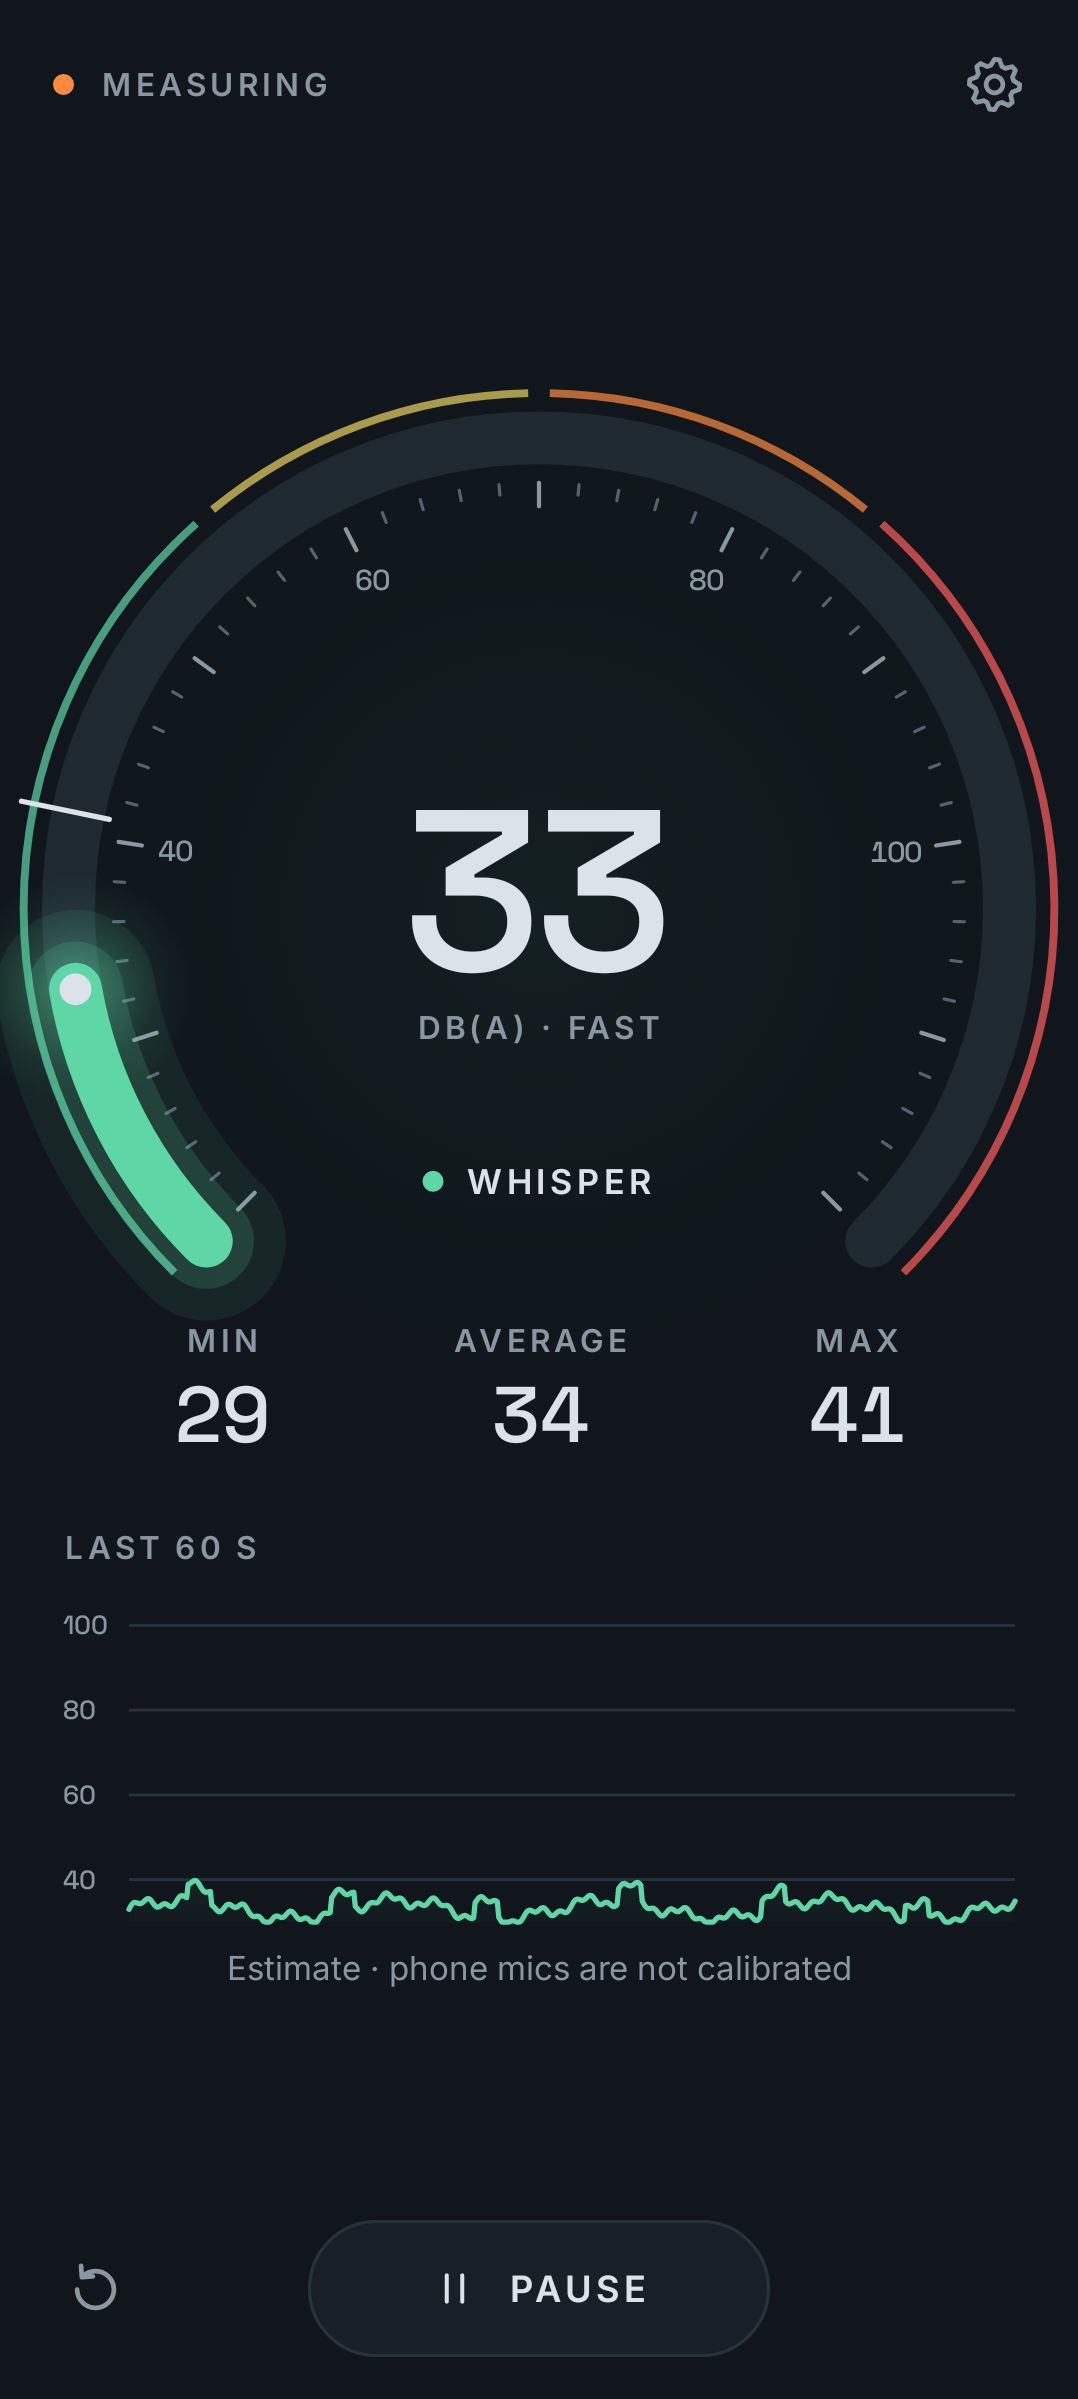 MEASURING
60 80
40 100
33
DB(A) · FAST
WHISPER
MIN AVERAGE MAX
29 34 41
LAST 60 S
100
80
60
40
Estimate · phone mics are not calibrated
PAUSE